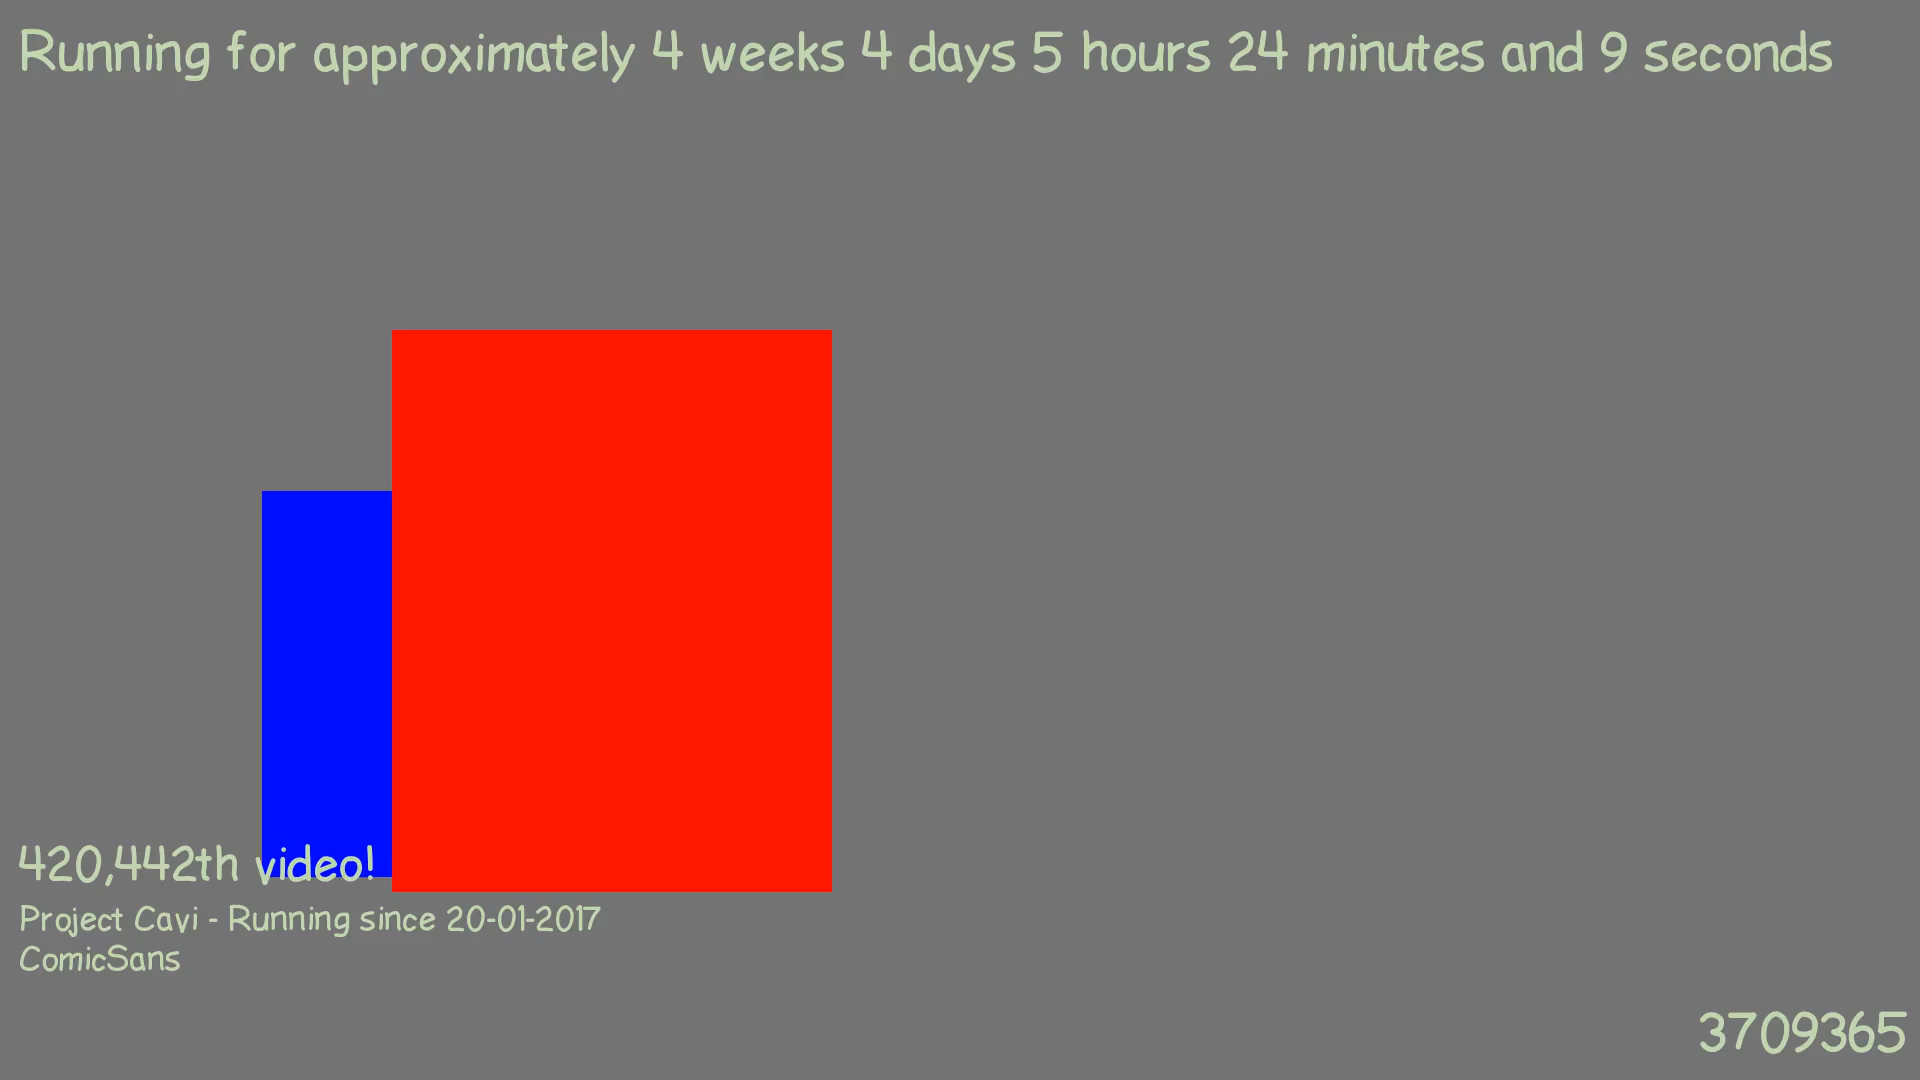 Running for approximately 4 weeks 4 days 5 hours 24 minutes and 9 seconds
420,442th video!
Project Cavi - Running since 20-01-2017
ComicSans
3709365